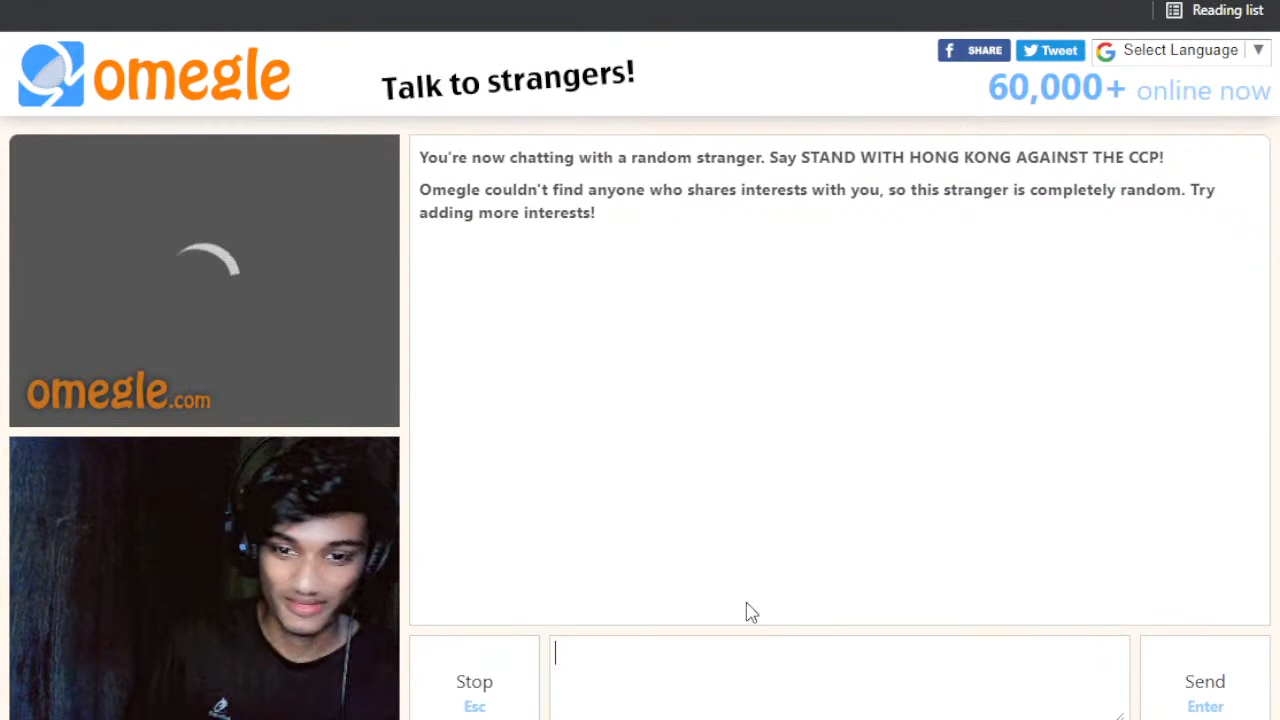 Reading list
omegle
Talk to strangers!
SHARE
Tweet
Select Language
60,000+ online now
You're now chatting with a random stranger. Say STAND WITH HONG KONG AGAINST THE CCP!
Omegle couldn't find anyone who shares interests with you, so this stranger is completely random. Try
adding more interests!
omegle.com
Stop
Esc
Send
Enter